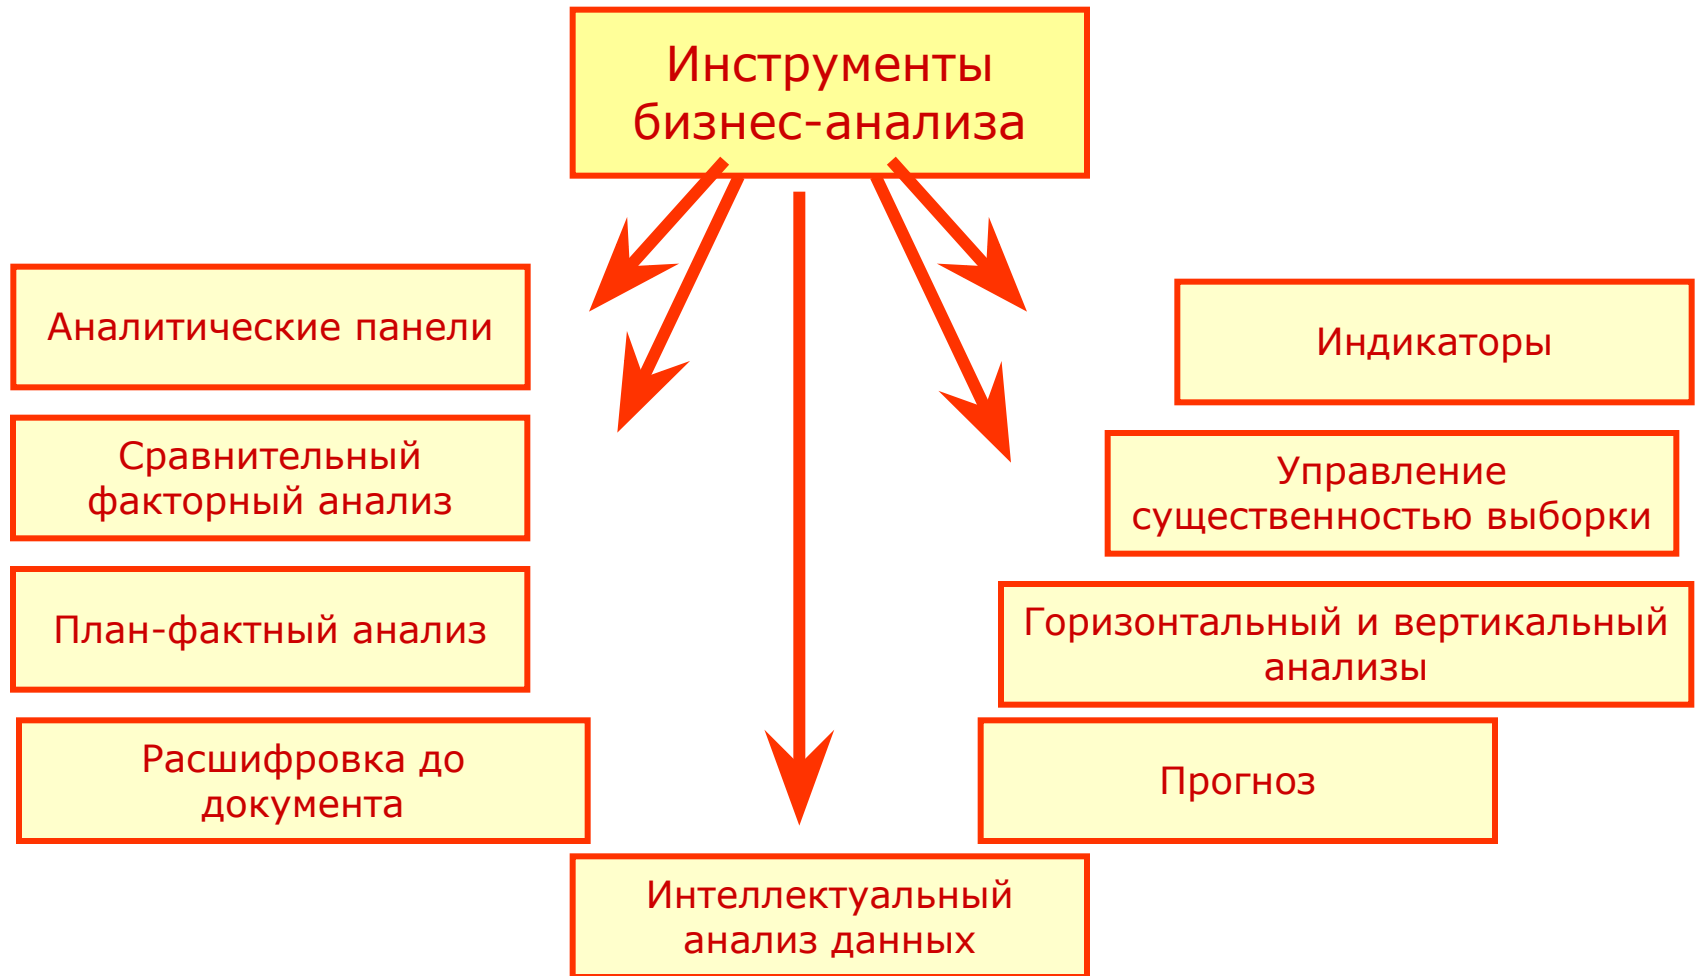 Инструменты
бизнес-анализа
Аналитические панели
Сравнительный
факторный анализ
План-фактный анализ
Расшифровка до
документа
Индикаторы
Управление
существенностью выборки
Горизонтальный и вертикальный
анализы
Прогноз
Интеллектуальный
анализ данных